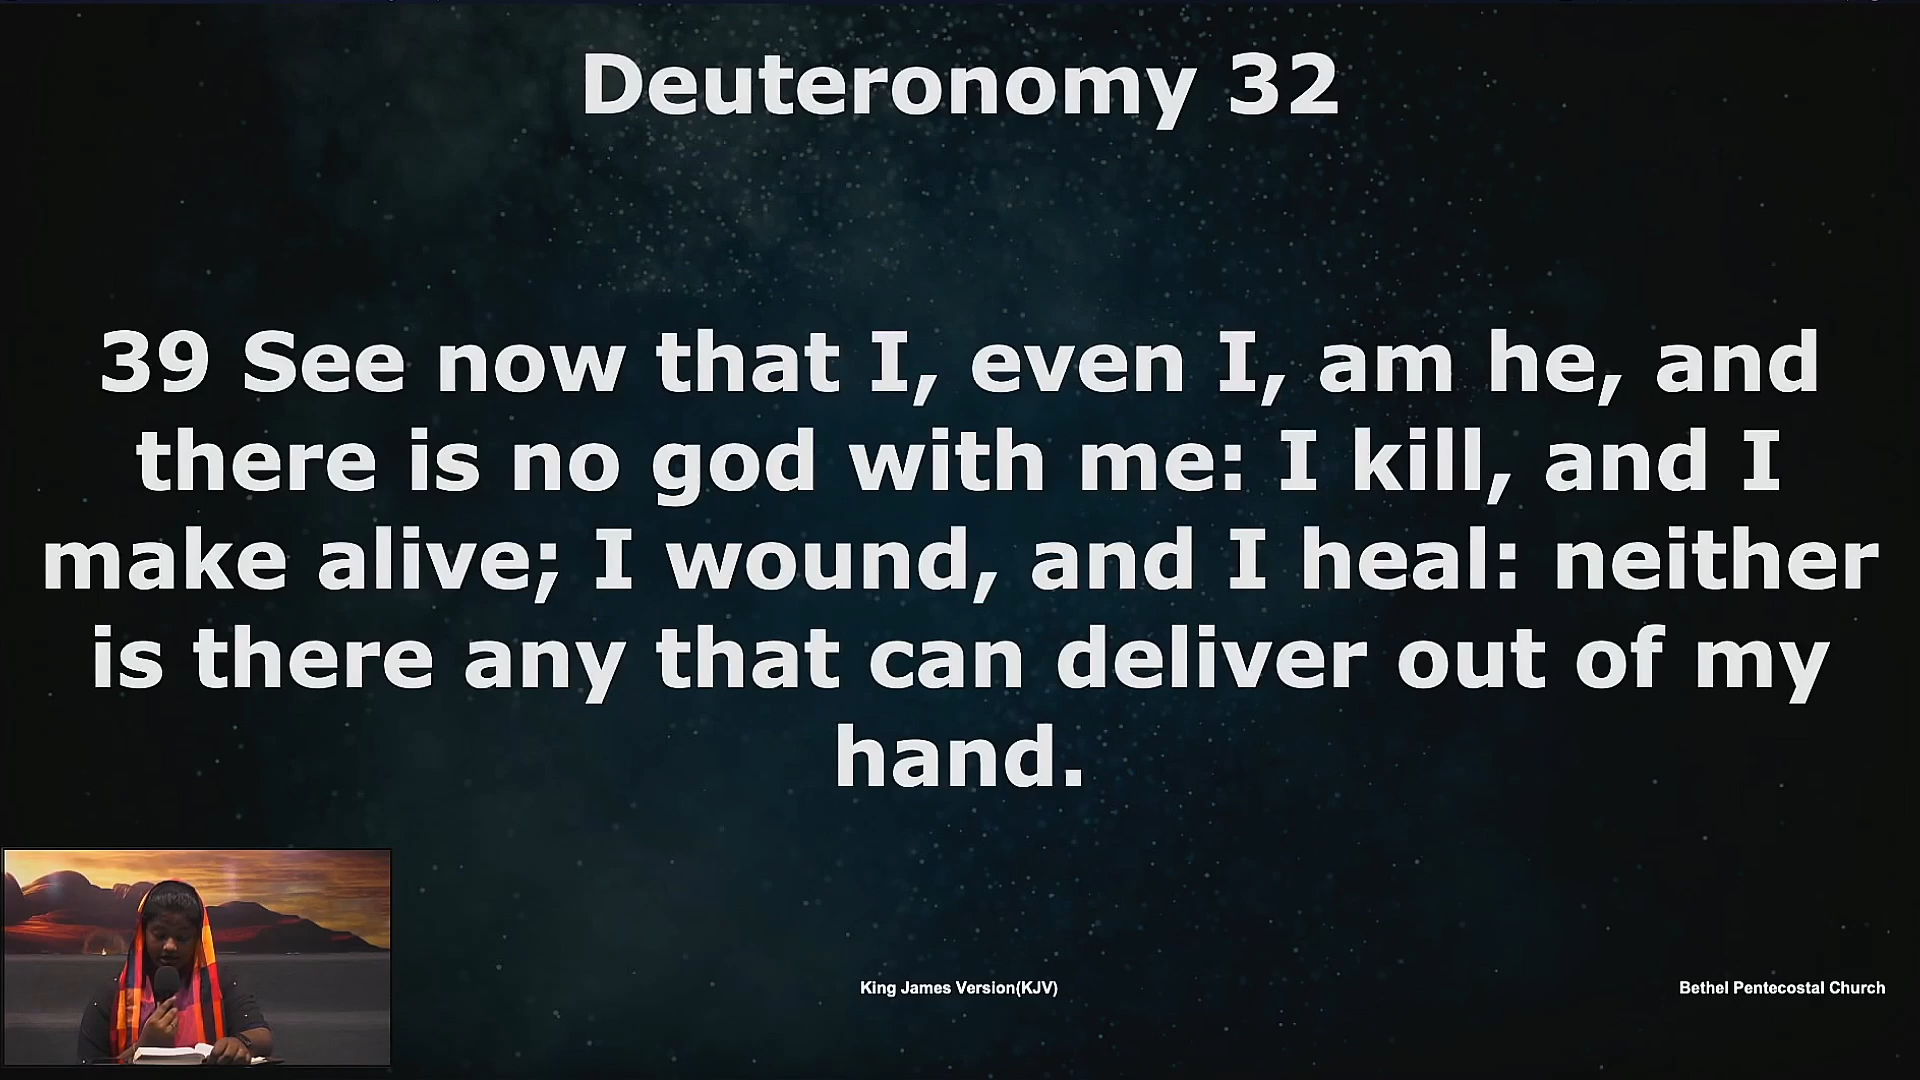 Deuteronomy 32
39 See now that I, even I, am he, and
there is no god with me: I kill, and I
make alive; I wound, and I heal: neither
is there any that can deliver out of my
hand.
King James Version(KJV)
Bethel Pentecostal Church